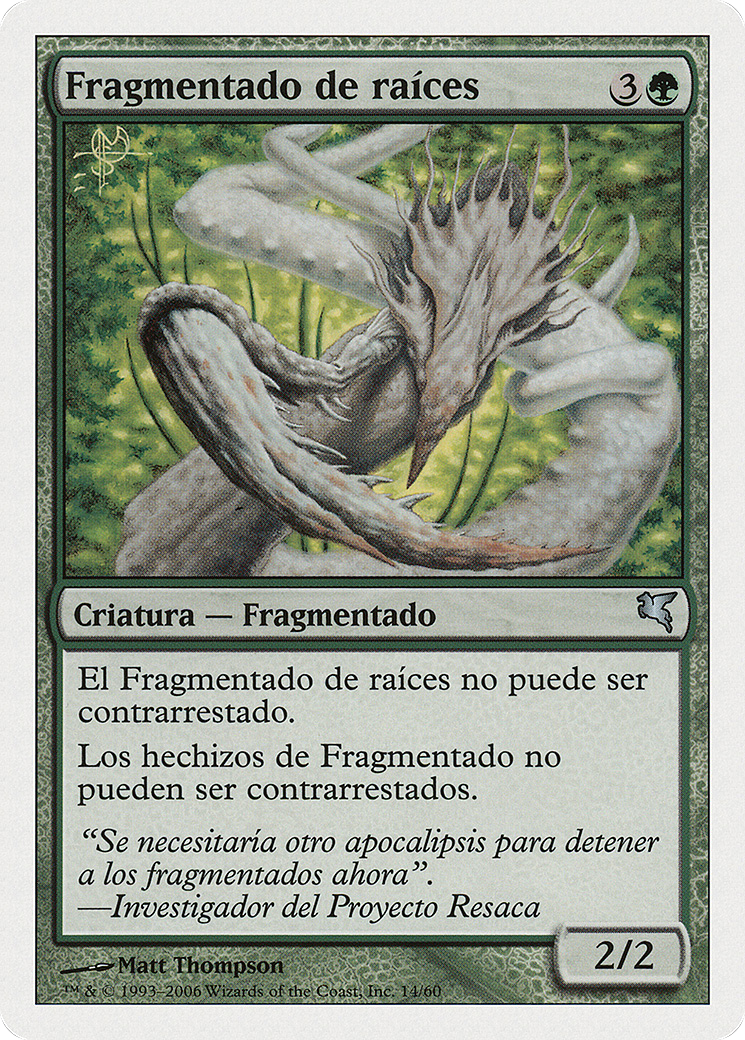 Fragmentado de raíces 3
Criatura — Fragmentado
El Fragmentado de raíces no puede ser
contrarrestado.
Los hechizos de Fragmentado no
pueden ser contrarrestados.
“Se necesitaría otro apocalipsis para detener
a los fragmentados ahora”.
—Investigador del Proyecto Resaca
2/2
Matt Thompson
™ & © 1993–2006 Wizards of the Coast, Inc. 14/60